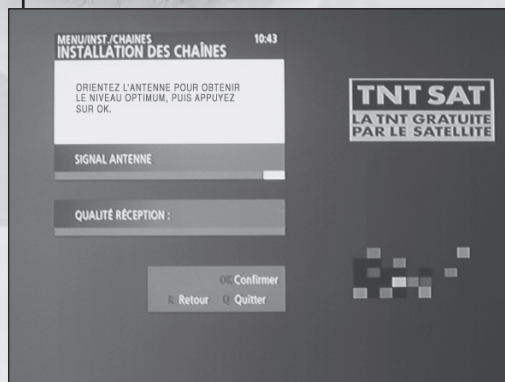 MENU/INST./CHAINES 10:43
INSTALLATION DES CHAÎNES
ORIENTEZ L'ANTENNE POUR OBTENIR
LE NIVEAU OPTIMUM, PUIS APPUYEZ
SUR OK.
SIGNAL ANTENNE
QUALITÉ RÉCEPTION :
OK Confirmer
R Retour Q Quitter
TNT SAT
LA TNT GRATUITE
PAR LE SATELLITE